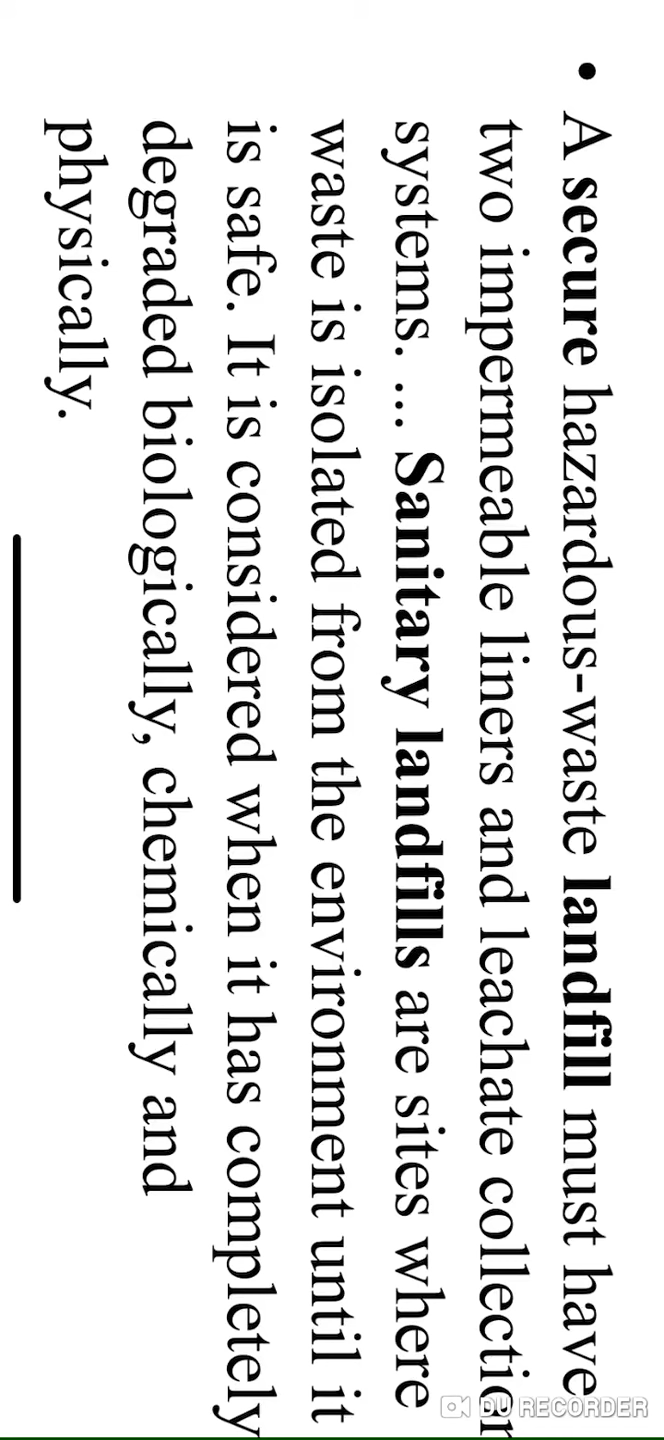 • A secure hazardous-waste landfill must have
two impermeable liners and leachate collection
systems. ... Sanitary landfills are sites where
waste is isolated from the environment until it
is safe. It is considered when it has completely
degraded biologically, chemically and
physically.
DU RECORDER